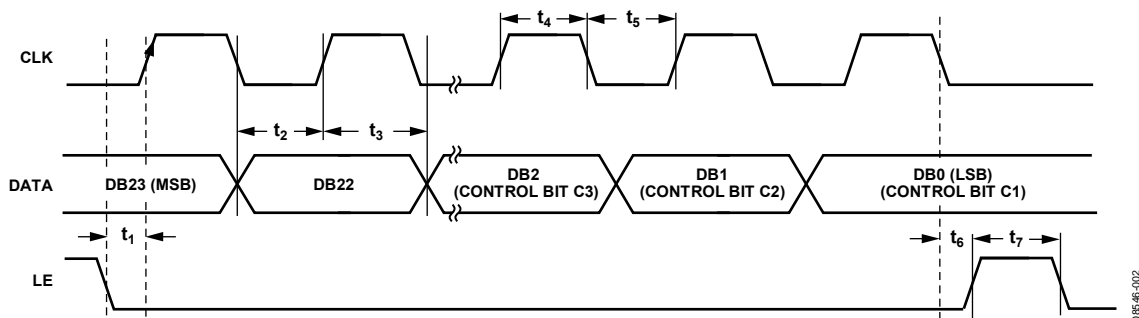 t4
t5
CLK
t2
t3
DATA
DB23 (MSB)
DB22
DB2
(CONTROL BIT C3)
DB1
(CONTROL BIT C2)
DB0 (LSB)
(CONTROL BIT C1)
t1
t6
t7
LE
08546-002